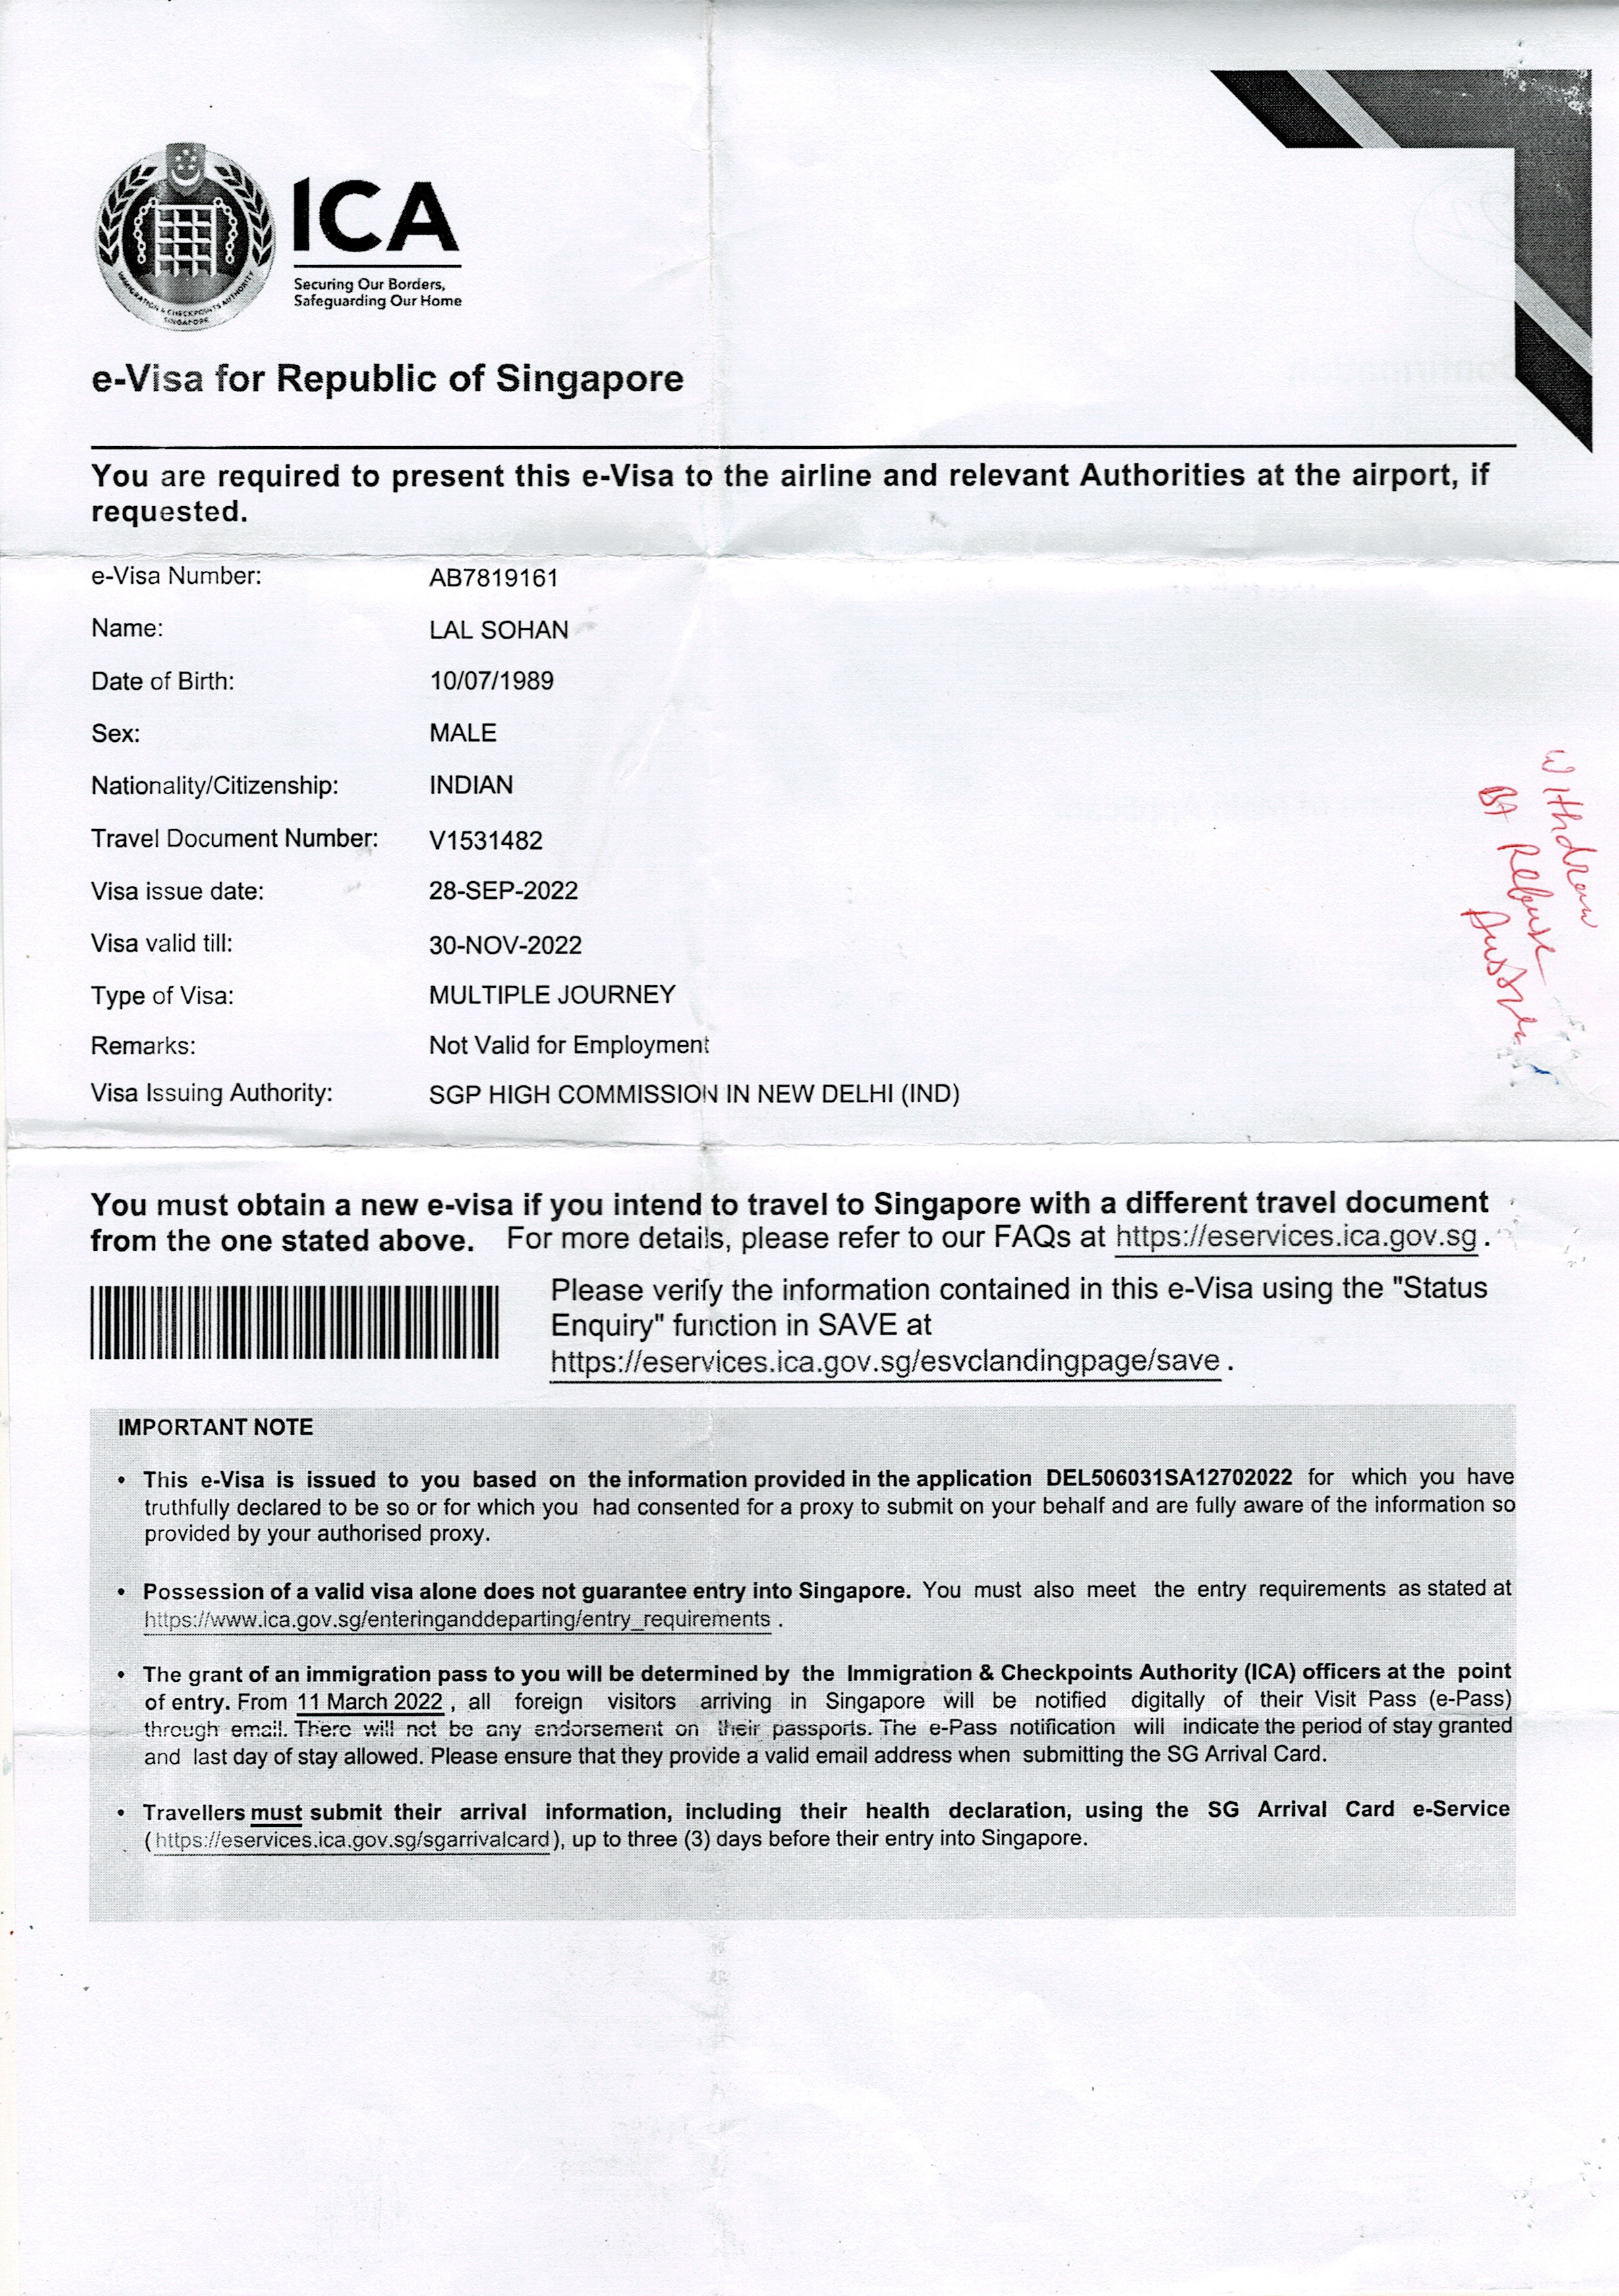 ICA
Securing Our Borders,
Safeguarding Our Home
IMMIGRATION & CHECKPOINTS AUTHORITY
SINGAPORE
e-Visa for Republic of Singapore
You are required to present this e-Visa to the airline and relevant Authorities at the airport, if
requested.
e-Visa Number: AB7819161
Name: LAL SOHAN
Date of Birth: 10/07/1989
Sex: MALE
Nationality/Citizenship: INDIAN
Travel Document Number: V1531482
Visa issue date: 28-SEP-2022
Visa valid till: 30-NOV-2022
Type of Visa: MULTIPLE JOURNEY
Remarks: Not Valid for Employment
Visa Issuing Authority: SGP HIGH COMMISSION IN NEW DELHI (IND)
You must obtain a new e-visa if you intend to travel to Singapore with a different travel document
from the one stated above. For more details, please refer to our FAQs at https://eservices.ica.gov.sg .
Please verify the information contained in this e-Visa using the "Status
Enquiry" function in SAVE at
https://eservices.ica.gov.sg/esvclandingpage/save .
IMPORTANT NOTE
• This e-Visa is issued to you based on the information provided in the application DEL506031SA12702022 for which you have
truthfully declared to be so or for which you had consented for a proxy to submit on your behalf and are fully aware of the information so
provided by your authorised proxy.
• Possession of a valid visa alone does not guarantee entry into Singapore. You must also meet the entry requirements as stated at
https://www.ica.gov.sg/enteringanddeparting/entry_requirements .
• The grant of an immigration pass to you will be determined by the Immigration & Checkpoints Authority (ICA) officers at the point
of entry. From 11 March 2022 , all foreign visitors arriving in Singapore will be notified digitally of their Visit Pass (e-Pass)
through email. There will not be any endorsement on their passports. The e-Pass notification will indicate the period of stay granted
and last day of stay allowed. Please ensure that they provide a valid email address when submitting the SG Arrival Card.
• Travellers must submit their arrival information, including their health declaration, using the SG Arrival Card e-Service
(https://eservices.ica.gov.sg/sgarrivalcard), up to three (3) days before their entry into Singapore.
Withdraw